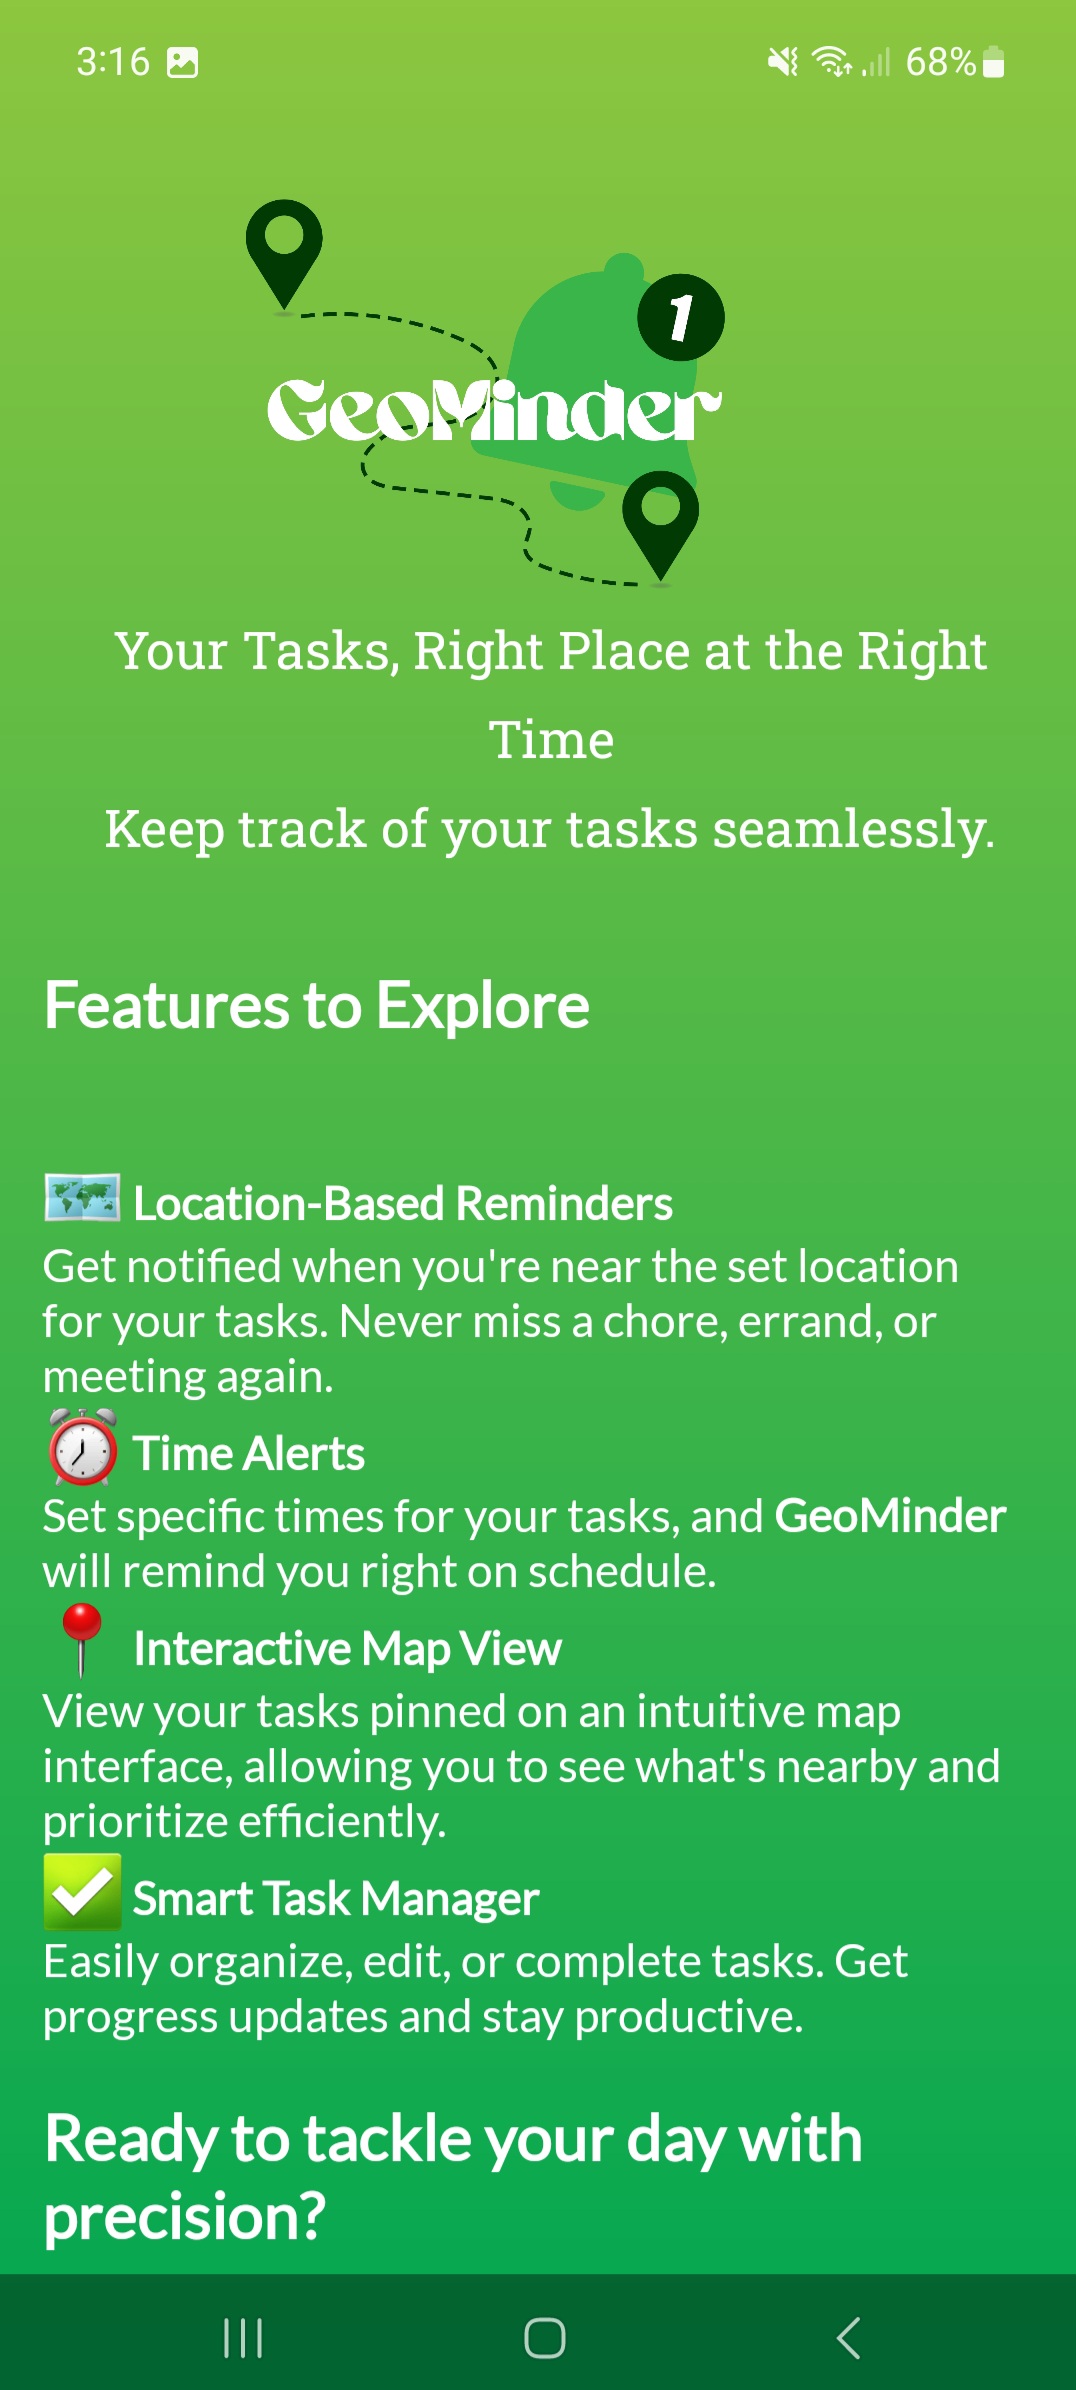 3:16 68%
1
GeoMinder
Your Tasks, Right Place at the Right
Time
Keep track of your tasks seamlessly.
Features to Explore
Location-Based Reminders
Get notified when you're near the set location
for your tasks. Never miss a chore, errand, or
meeting again.
Time Alerts
Set specific times for your tasks, and GeoMinder
will remind you right on schedule.
Interactive Map View
View your tasks pinned on an intuitive map
interface, allowing you to see what's nearby and
prioritize efficiently.
Smart Task Manager
Easily organize, edit, or complete tasks. Get
progress updates and stay productive.
Ready to tackle your day with
precision?